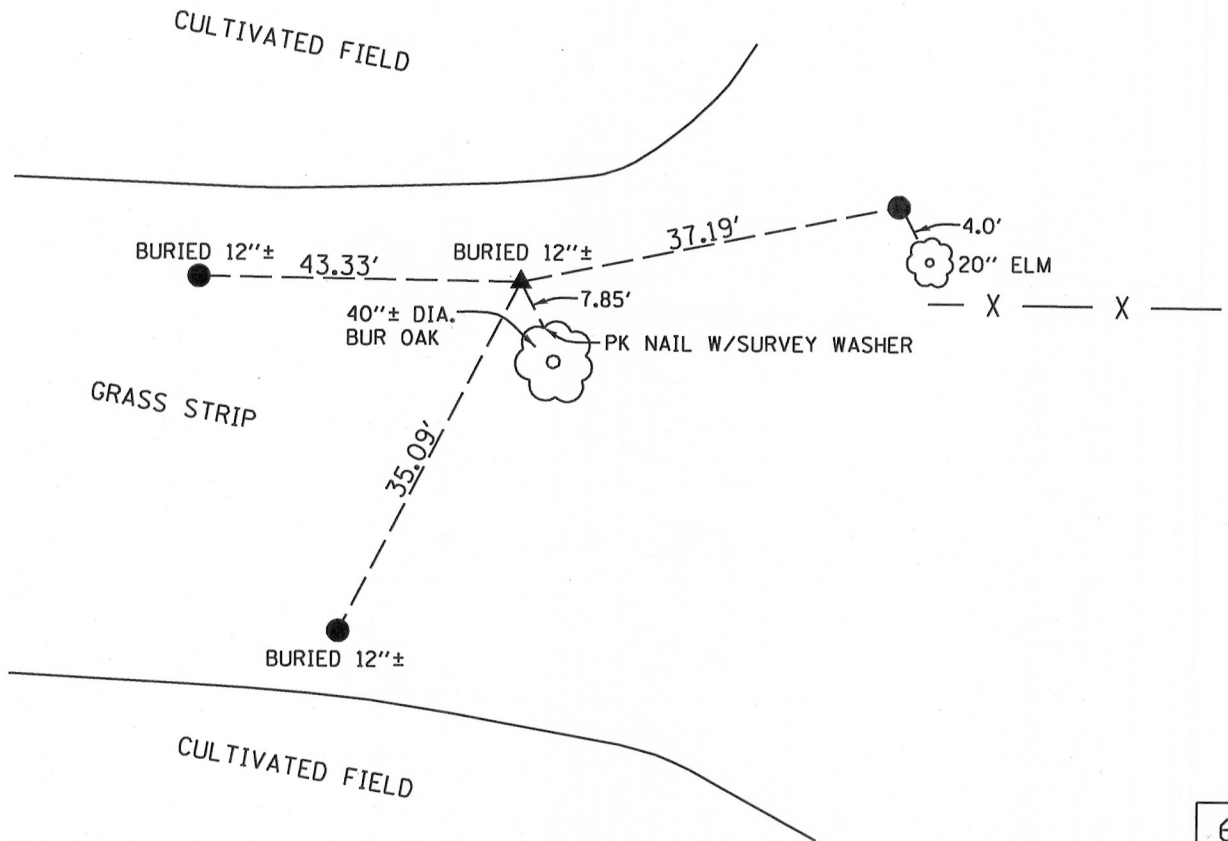 CULTIVATED FIELD
37.19'
4.0'
BURIED 12"±
43.33'
BURIED 12"±
20" ELM
7.85'
X
X
40"± DIA.
BUR OAK
PK NAIL W/SURVEY WASHER
GRASS STRIP
35.09'
BURIED 12"±
CULTIVATED FIELD